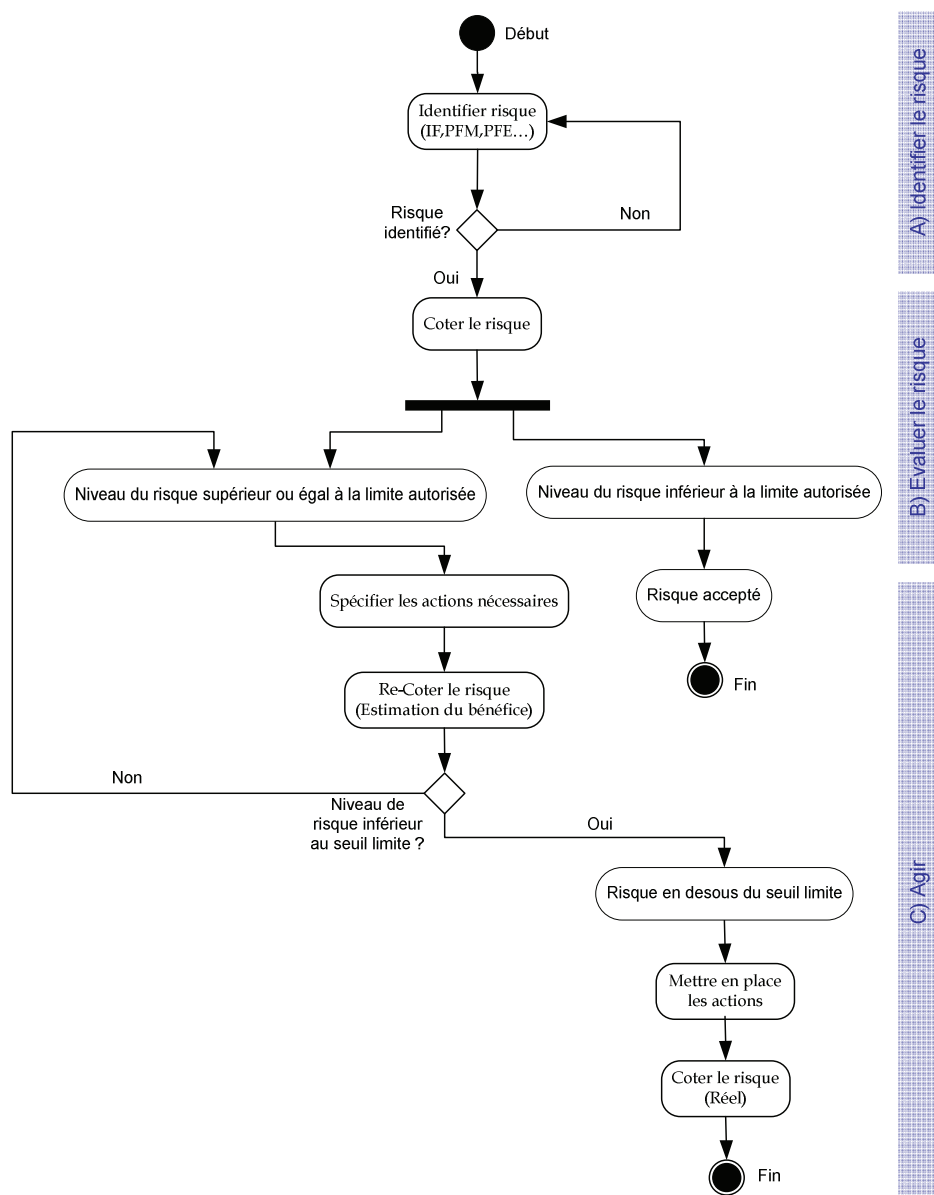 Début
Identifier risque
(IF,PFM,PFE…)
Risque
identifié?
Non
Oui
Coter le risque
Niveau du risque supérieur ou égal à la limite autorisée
Niveau du risque inférieur à la limite autorisée
Spécifier les actions nécessaires
Risque accepté
Re-Coter le risque
(Estimation du bénéfice)
Fin
Non
Niveau de
risque inférieur
au seuil limite ?
Oui
Risque en desous du seuil limite
Mettre en place
les actions
Coter le risque
(Réel)
Fin
A) Identifier le risque
B) Evaluer le risque
C) Agir